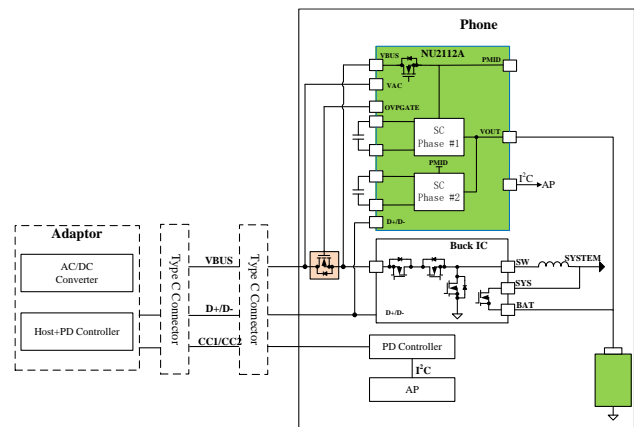 Phone
NU2112A
VBUS
PMID
VAC
OVPGATE
SC
Phase #1
VOUT
PMID
SC
Phase #2
I²C
AP
D+/D-
Buick IC
Adaptor
AC/DC
Converter
Host+PD Controller
Type C Connector
VBUS
D+/D-
CC1/CC2
Type C Connector
D+/D-
SW
SYSTEM
SYS
BAT
PD Controller
I²C
AP